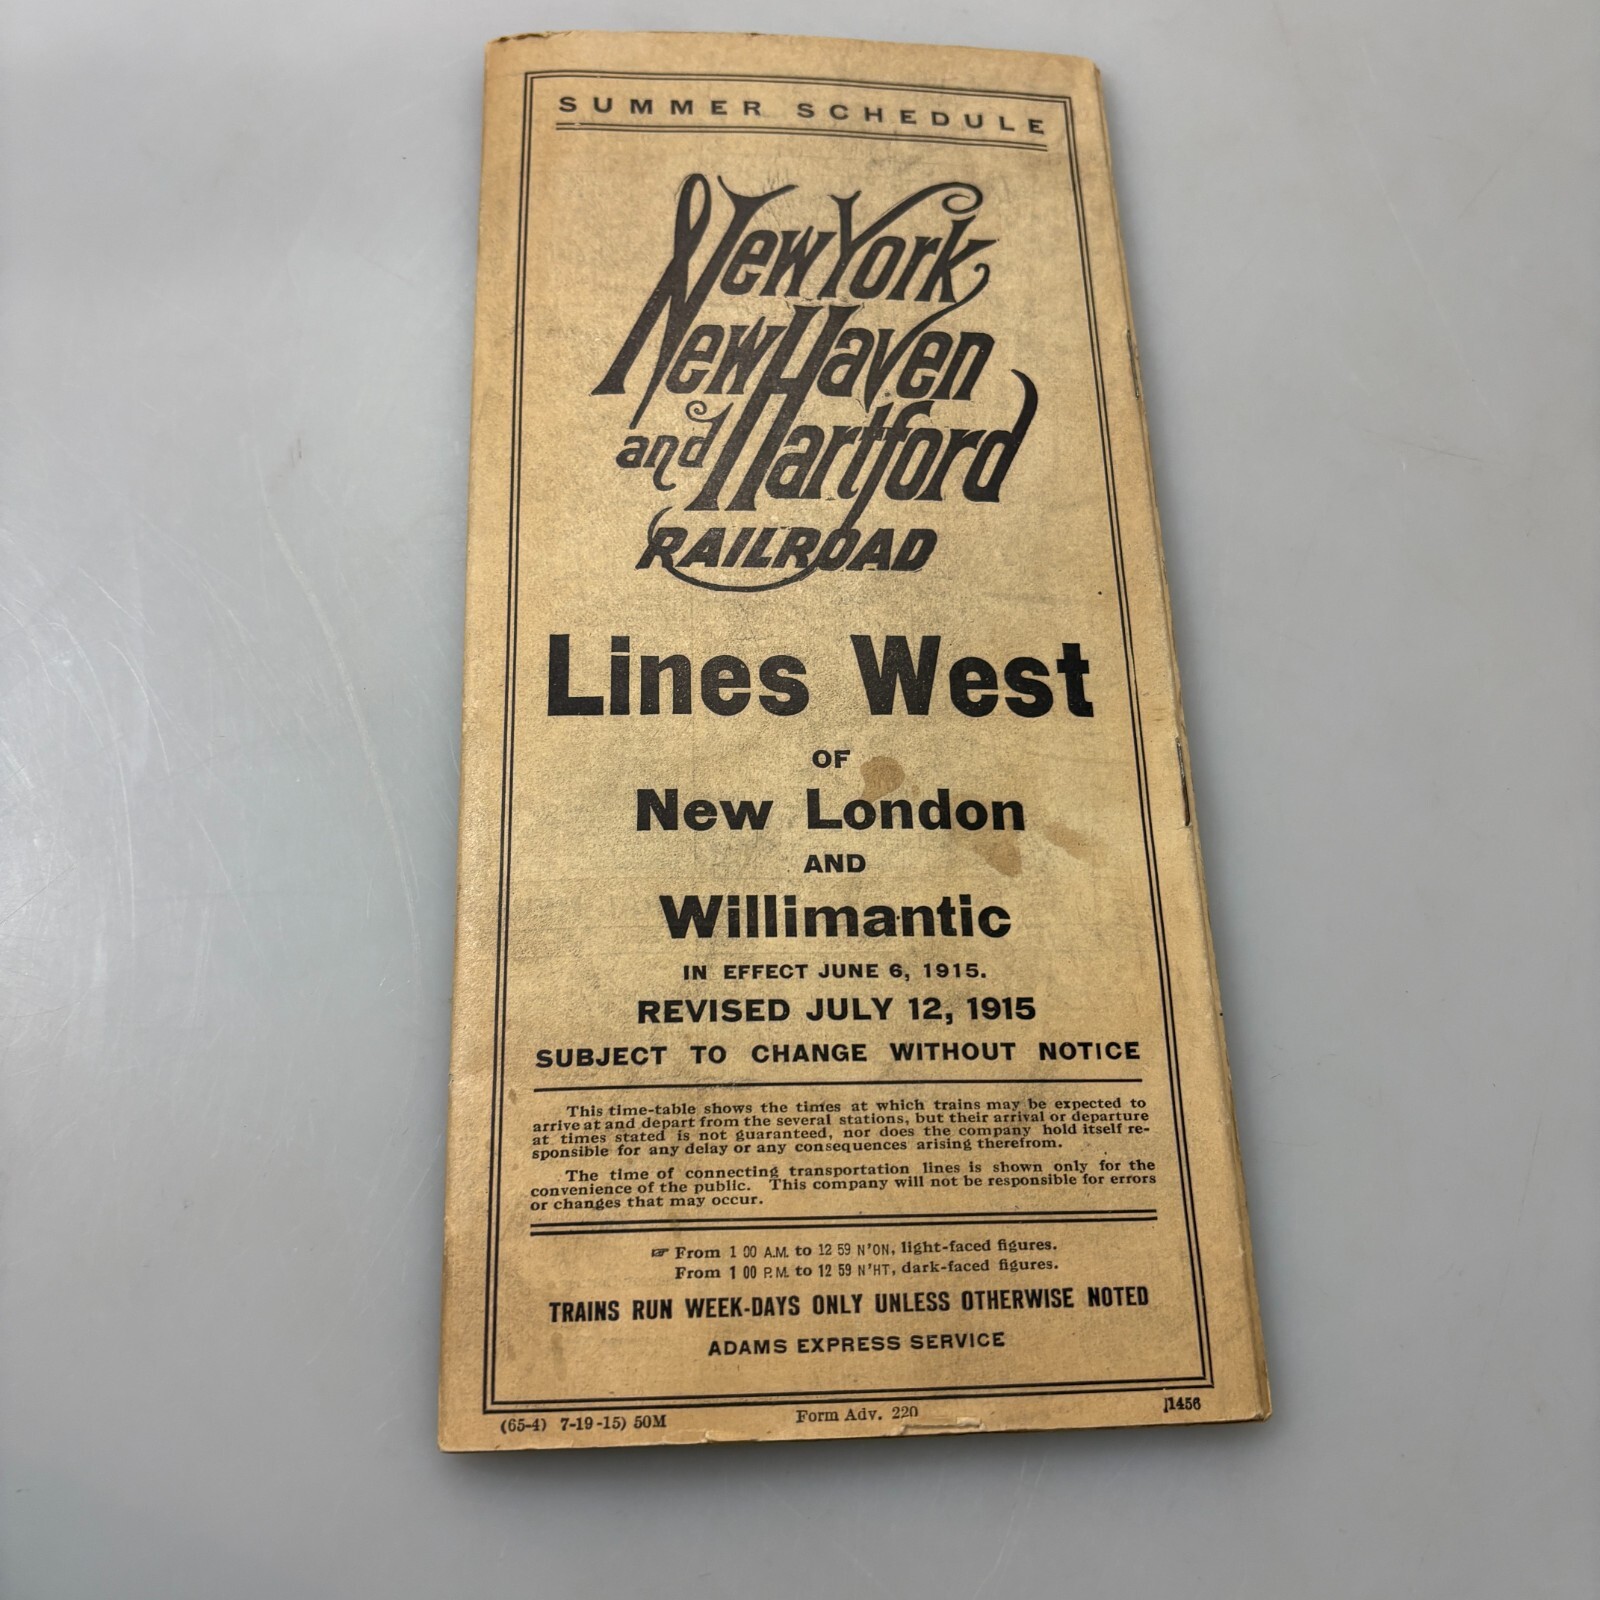 SUMMER SCHEDULE
New York
New Haven
and Hartford
RAILROAD
Lines West
OF
New London
AND
Willimantic
IN EFFECT JUNE 6, 1915.
REVISED JULY 12, 1915
SUBJECT TO CHANGE WITHOUT NOTICE
This time-table shows the times at which trains may be expected to
arrive at and depart from the several stations, but their arrival or departure
at times stated is not guaranteed, nor does the company hold itself re-
sponsible for any delay or any consequences arising therefrom.
The time of connecting transportation lines is shown only for the
convenience of the public. This company will not be responsible for errors
or changes that may occur.
☞ From 1 00 A.M. to 12 59 N'ON, light-faced figures.
From 1 00 P.M. to 12 59 N'HT, dark-faced figures.
TRAINS RUN WEEK-DAYS ONLY UNLESS OTHERWISE NOTED
ADAMS EXPRESS SERVICE
(65-4) 7-19-15) 50M Form Adv. 220 1456